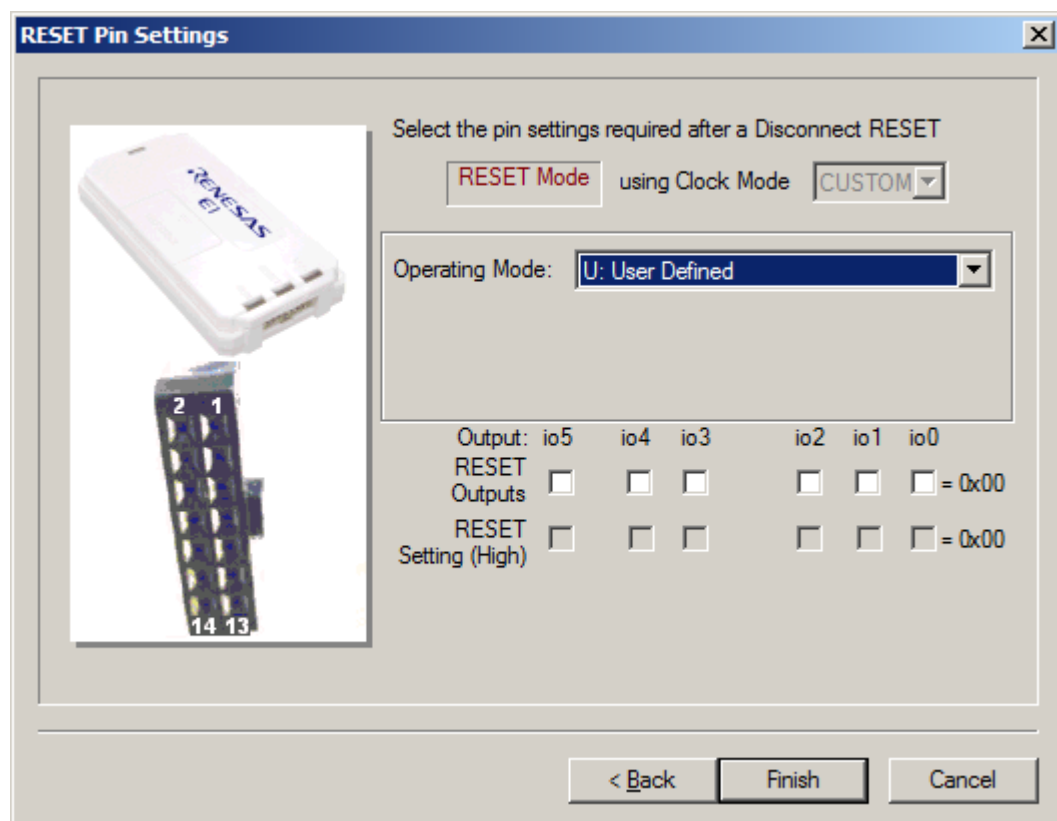 RESET Pin Settings
Select the pin settings required after a Disconnect RESET
RESET Mode using Clock Mode CUSTOM
RENESAS
E1
Operating Mode: U: User Defined
2 1
Output: io5 io4 io3 io2 io1 io0
RESET
Outputs = 0x00
RESET
Setting (High) = 0x00
14 13
< Back Finish Cancel